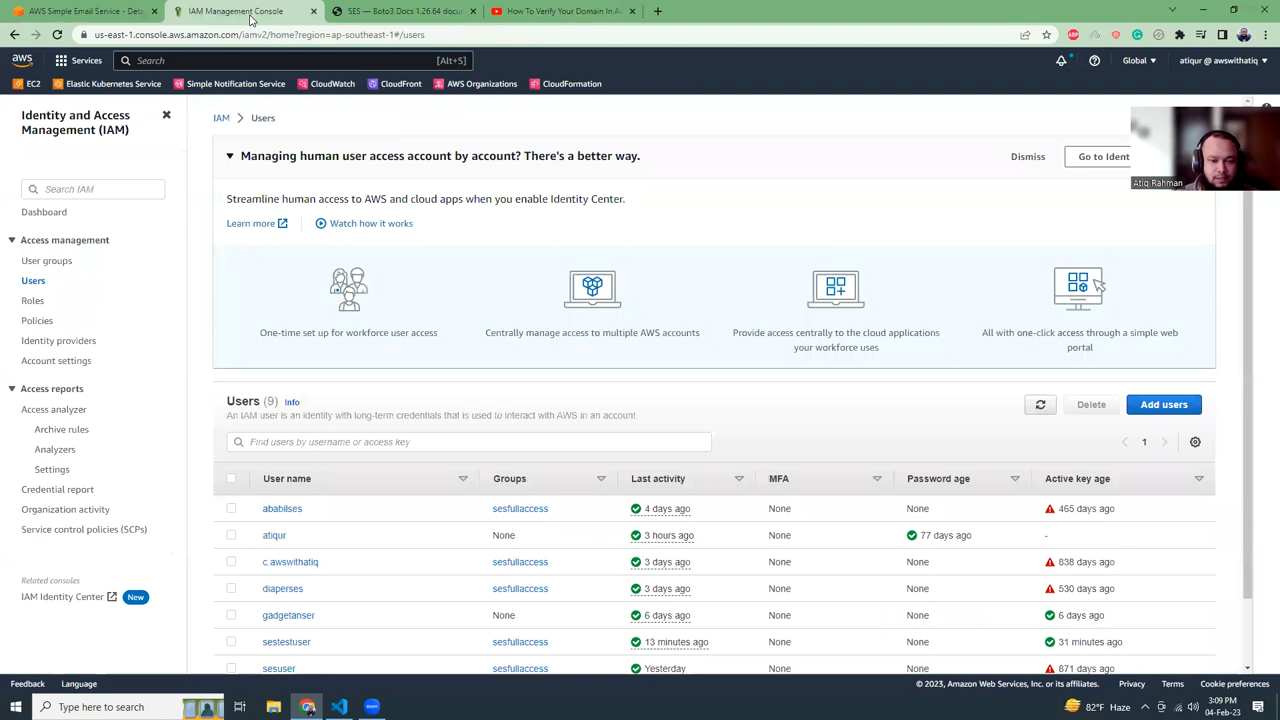 AWS Simple Email Service - Deta
IAM Management Console
SES — Boto3 Docs 1.26.64 docum
How To Verify Your Domain In A
us-east-1.console.aws.amazon.com/iamv2/home?region=ap-southeast-1#/users
aws
Services
Search
[Alt+S]
Global
atiqur @ awswithatiq
EC2
Elastic Kubernetes Service
Simple Notification Service
CloudWatch
CloudFront
AWS Organizations
CloudFormation
Identity and Access
Management (IAM)
Search IAM
Dashboard
Access management
User groups
Users
Roles
Policies
Identity providers
Account settings
Access reports
Access analyzer
Archive rules
Analyzers
Settings
Credential report
Organization activity
Service control policies (SCPs)
Related consoles
IAM Identity Center
New
IAM > Users
Managing human user access account by account? There's a better way.
Dismiss
Go to Ident
Atiq Rahman
Streamline human access to AWS and cloud apps when you enable Identity Center.
Learn more
Watch how it works
One-time set up for workforce user access
Centrally manage access to multiple AWS accounts
Provide access centrally to the cloud applications
your workforce uses
All with one-click access through a simple web
portal
Users (9) Info
An IAM user is an identity with long-term credentials that is used to interact with AWS in an account.
Delete
Add users
Find users by username or access key
1
User name Groups Last activity MFA Password age Active key age
ababilses sesfullaccess 4 days ago None None 465 days ago
atiqur None 3 hours ago None 77 days ago -
c.awswithatiq sesfullaccess 3 days ago None None 838 days ago
diaperses sesfullaccess 3 days ago None None 530 days ago
gadgetanser None 6 days ago None None 6 days ago
sestestuser sesfullaccess 13 minutes ago None None 31 minutes ago
sesuser sesfullaccess Yesterday None None 871 days ago
Feedback Language
© 2023, Amazon Web Services, Inc. or its affiliates. Privacy Terms Cookie preferences
Type here to search
82°F Haze
3:09 PM
04-Feb-23